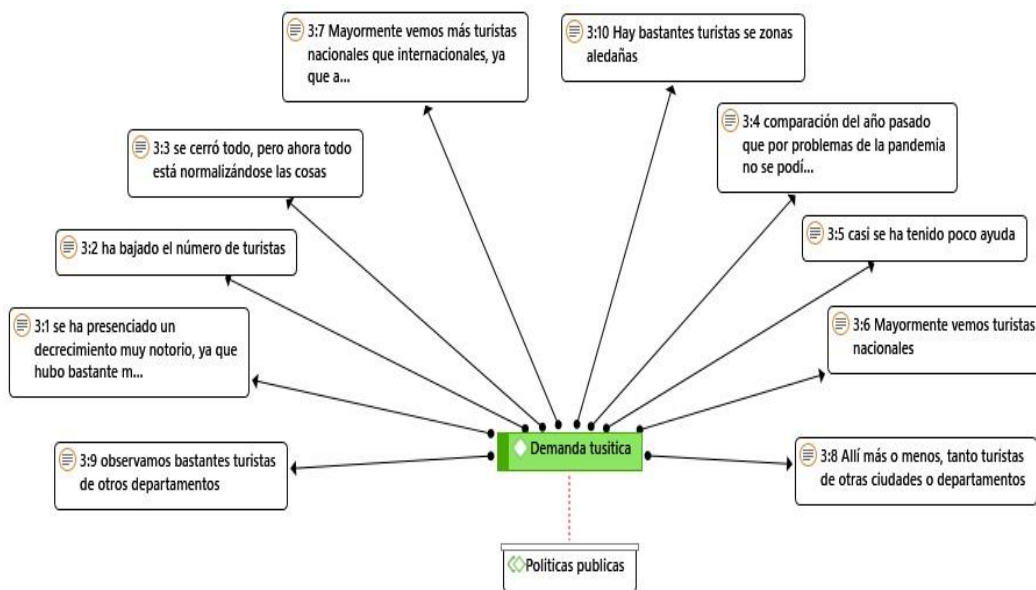 3:7 Mayormente vemos más turistas
nacionales que internacionales, ya
que a...
3:10 Hay bastantes turistas se zonas
aledañas
3:3 se cerró todo, pero ahora todo
está normalizándose las cosas
3:4 comparación del año pasado
que por problemas de la pandemia
no se podí...
3:2 ha bajado el número de turistas
3:5 casi se ha tenido poco ayuda
3:1 se ha presenciado un
decrecimiento muy notorio, ya que
hubo bastante m...
3:6 Mayormente vemos turistas
nacionales
3:9 observamos bastantes turistas
de otros departamentos
Demanda tusitica
3:8 Allí más o menos, tanto turistas
de otras ciudades o departamentos
Políticas publicas